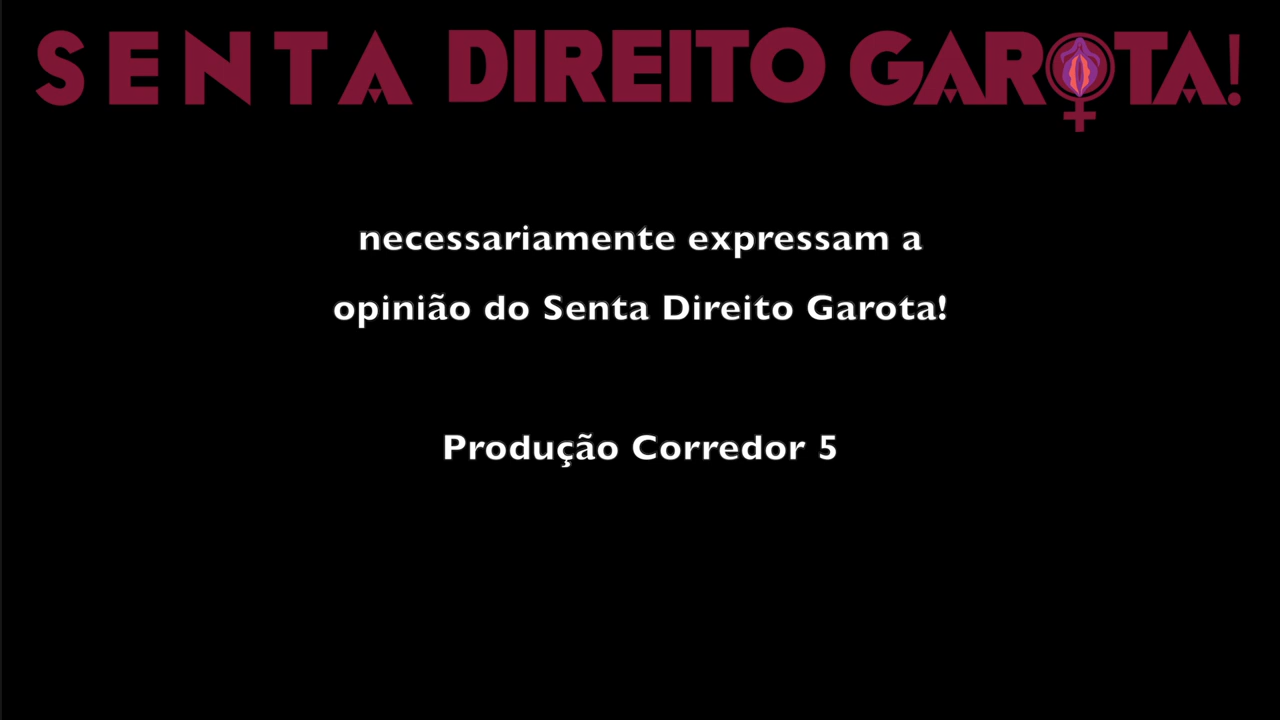 SENTA DIREITO GAROTA!
necessariamente expressam a
opinião do Senta Direito Garota!
Produção Corredor 5